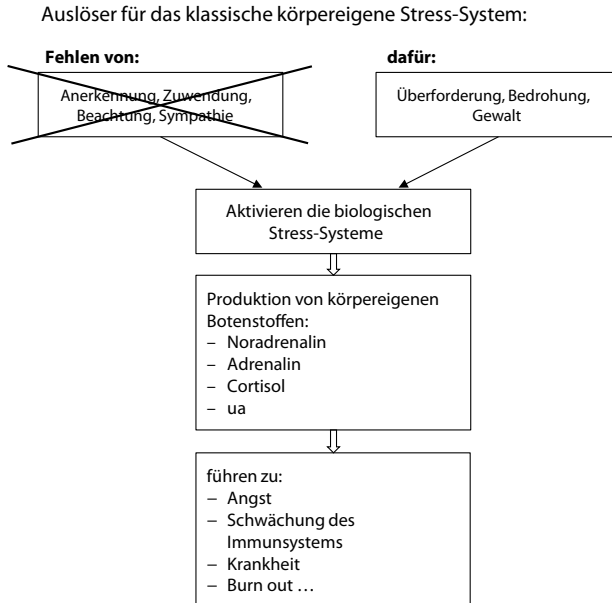 Auslöser für das klassische körpereigene Stress-System:
Fehlen von:
Anerkennung, Zuwendung,
Beachtung, Sympathie
dafür:
Überforderung, Bedrohung,
Gewalt
Aktivieren die biologischen
Stress-Systeme
Produktion von körpereigenen
Botenstoffen:
– Noradrenalin
– Adrenalin
– Cortisol
– ua
führen zu:
– Angst
– Schwächung des
Immunsystems
– Krankheit
– Burn out …